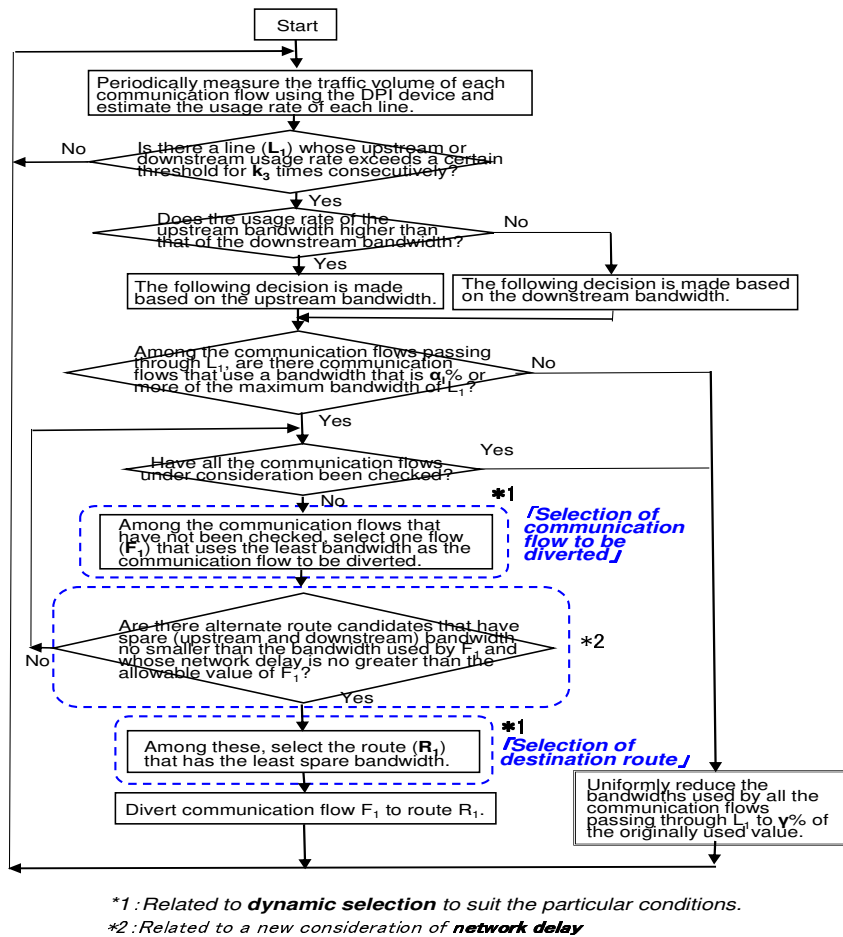 Start
Periodically measure the traffic volume of each
communication flow using the DPI device and
estimate the usage rate of each line.
No
Is there a line (L₁) whose upstream or
downstream usage rate exceeds a certain
threshold for k₃ times consecutively?
Yes
Does the usage rate of the
upstream bandwidth higher than
that of the downstream bandwidth?
No
Yes
The following decision is made
based on the upstream bandwidth.
The following decision is made based
on the downstream bandwidth.
Among the communication flows passing
through L₁, are there communication
flows that use a bandwidth that is α₁% or
more of the maximum bandwidth of L₁?
No
Yes
Have all the communication flows
under consideration been checked?
Yes
No
*1
Among the communication flows that
have not been checked, select one flow
(F₁) that uses the least bandwidth as the
communication flow to be diverted.
「Selection of
communication
flow to be
diverted」
Are there alternate route candidates that have
spare (upstream and downstream) bandwidth
no smaller than the bandwidth used by F₁ and
whose network delay is no greater than the
allowable value of F₁?
*2
No
Yes
*1
Among these, select the route (R₁)
that has the least spare bandwidth.
「Selection of
destination route」
Divert communication flow F₁ to route R₁.
Uniformly reduce the
bandwidths used by all the
communication flows
passing through L₁ to γ% of
the originally used value.
*1:Related to dynamic selection to suit the particular conditions.
*2:Related to a new consideration of network delay